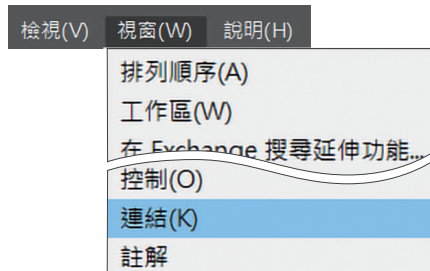 檢視(V) 視窗(W) 說明(H)
排列順序(A)
工作區(W)
在 Exchange 搜尋延伸功能...
控制(O)
連結(K)
註解